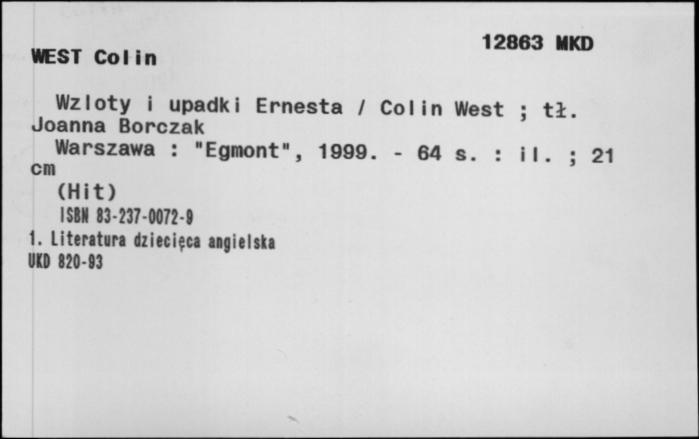 12863 MKD
WEST Colin
Wzloty i upadki Ernesta / Colin West ; tł.
Joanna Borczak
Warszawa : "Egmont", 1999. - 64 s. : il. ; 21
cm
(Hit)
ISBN 83-237-0072-9
1. Literatura dziecięca angielska
UKD 820-93